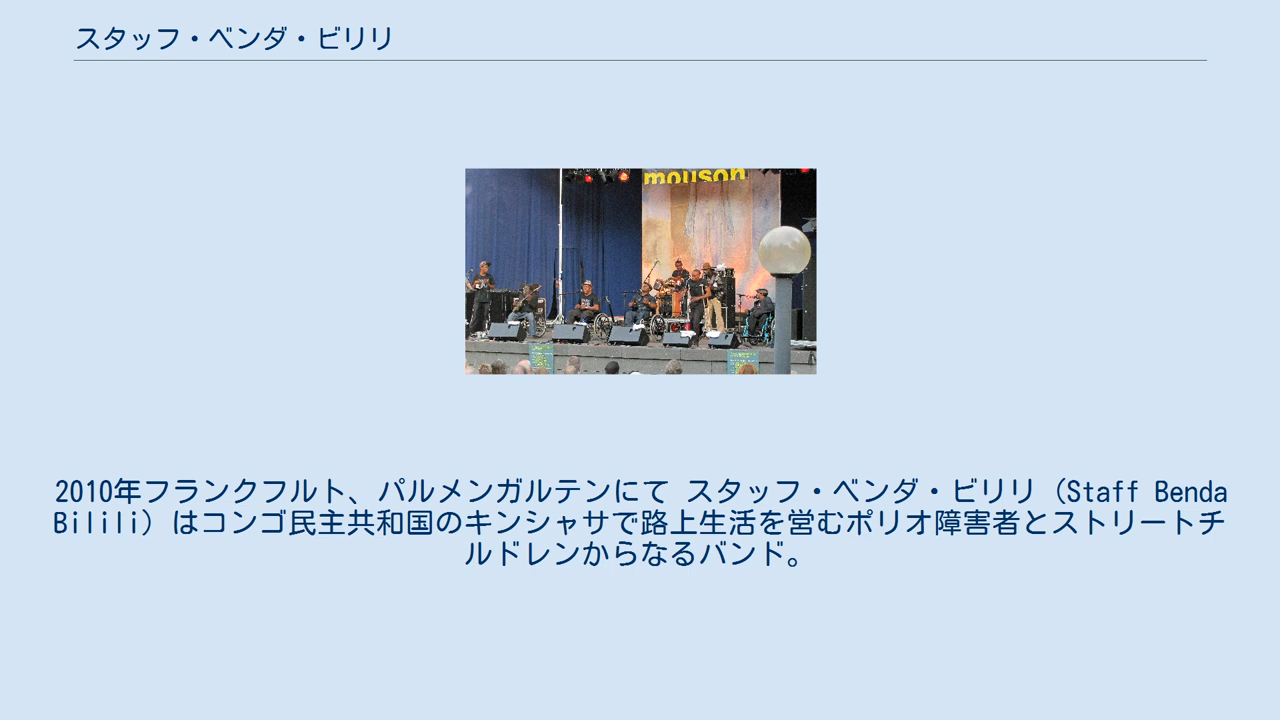 スタッフ・ベンダ・ビリリ
mouson
2010年フランクフルト、パルメンガルテンにて スタッフ・ベンダ・ビリリ（Staff Benda
Bilili）はコンゴ民主共和国のキンシャサで路上生活を営むポリオ障害者とストリートチ
ルドレンからなるバンド。